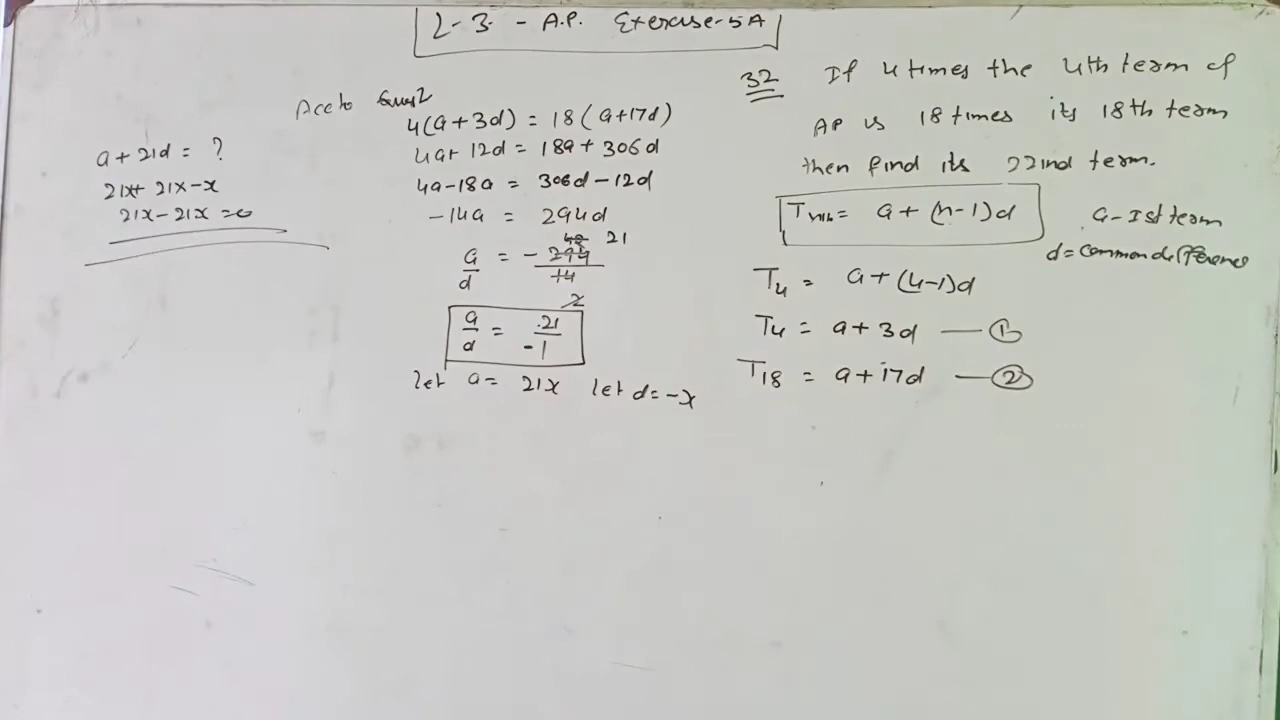 L-3. - A.P. Exercise-5A
32 If 4 times the 4th term of
AP is 18 times its 18th term
then find its 22nd term.
Tnth = a + (n-1)d
a - Ist term
d = common difference
T4 = a + (4-1)d
T4 = a + 3d — ①
T18 = a + 17d — ②
Acc to
4(a+3d) = 18(a+17d)
4a + 12d = 18a + 306d
4a - 18a = 306d - 12d
-14a = 294d
a/d = -294/14
42 21
2
a/d = 21/-1
let a = 21x let d = -x
a + 21d = ?
21x + 21x - x
21x - 21x = 0